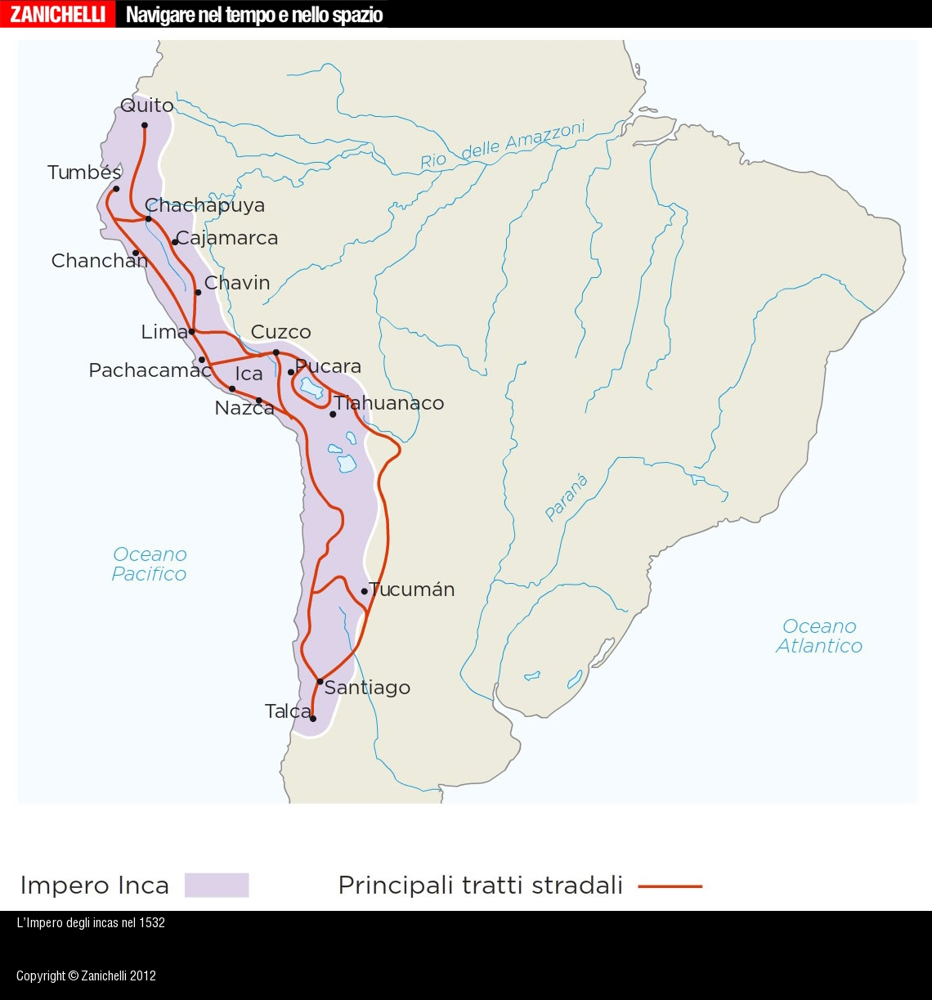 ZANICHELLI Navigare nel tempo e nello spazio
Quito
Rio delle Amazzoni
Tumbés
Chachapuya
Cajamarca
Chanchán
Chavin
Lima
Cuzco
Pachacamac
Ica
Pucara
Nazca
Tiahuanaco
Paraná
Oceano
Pacifico
Tucumán
Oceano
Atlantico
Santiago
Talca
Impero Inca
Principali tratti stradali
L'Impero degli incas nel 1532
Copyright © Zanichelli 2012